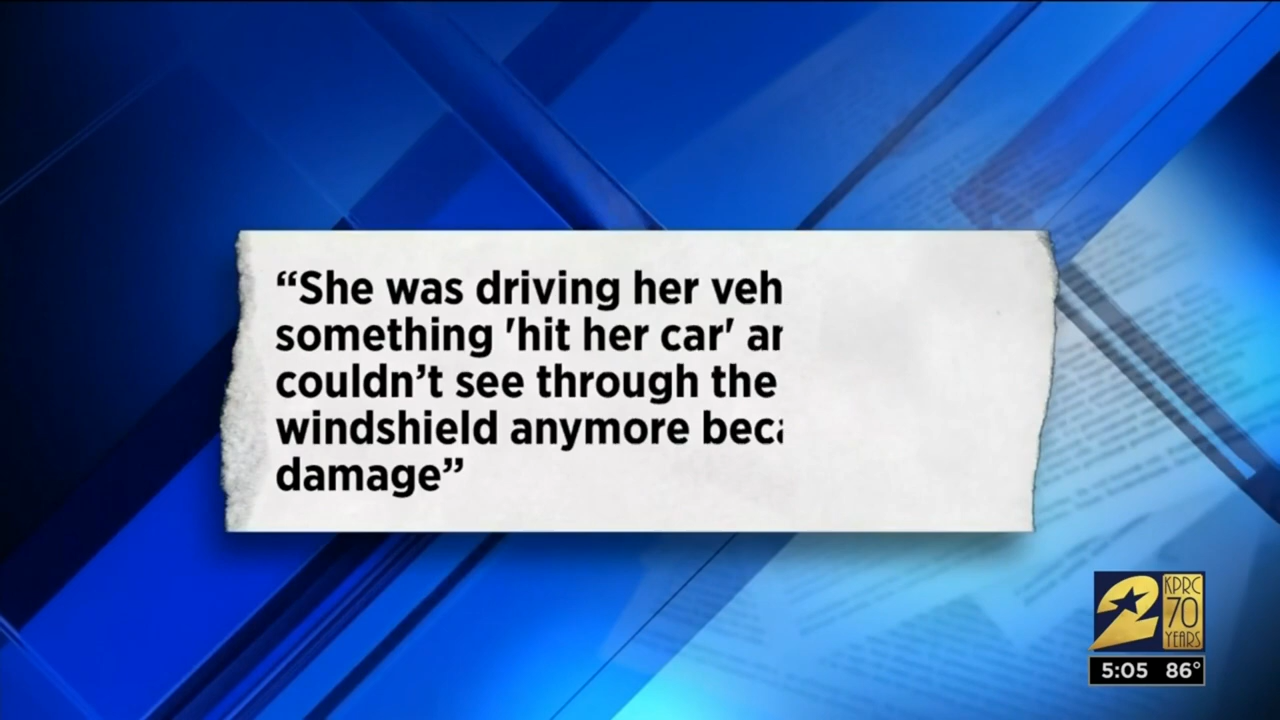 “She was driving her veh
something 'hit her car' ar
couldn’t see through the
windshield anymore beca
damage”
2 KPRC
70
YEARS
5:05 86°